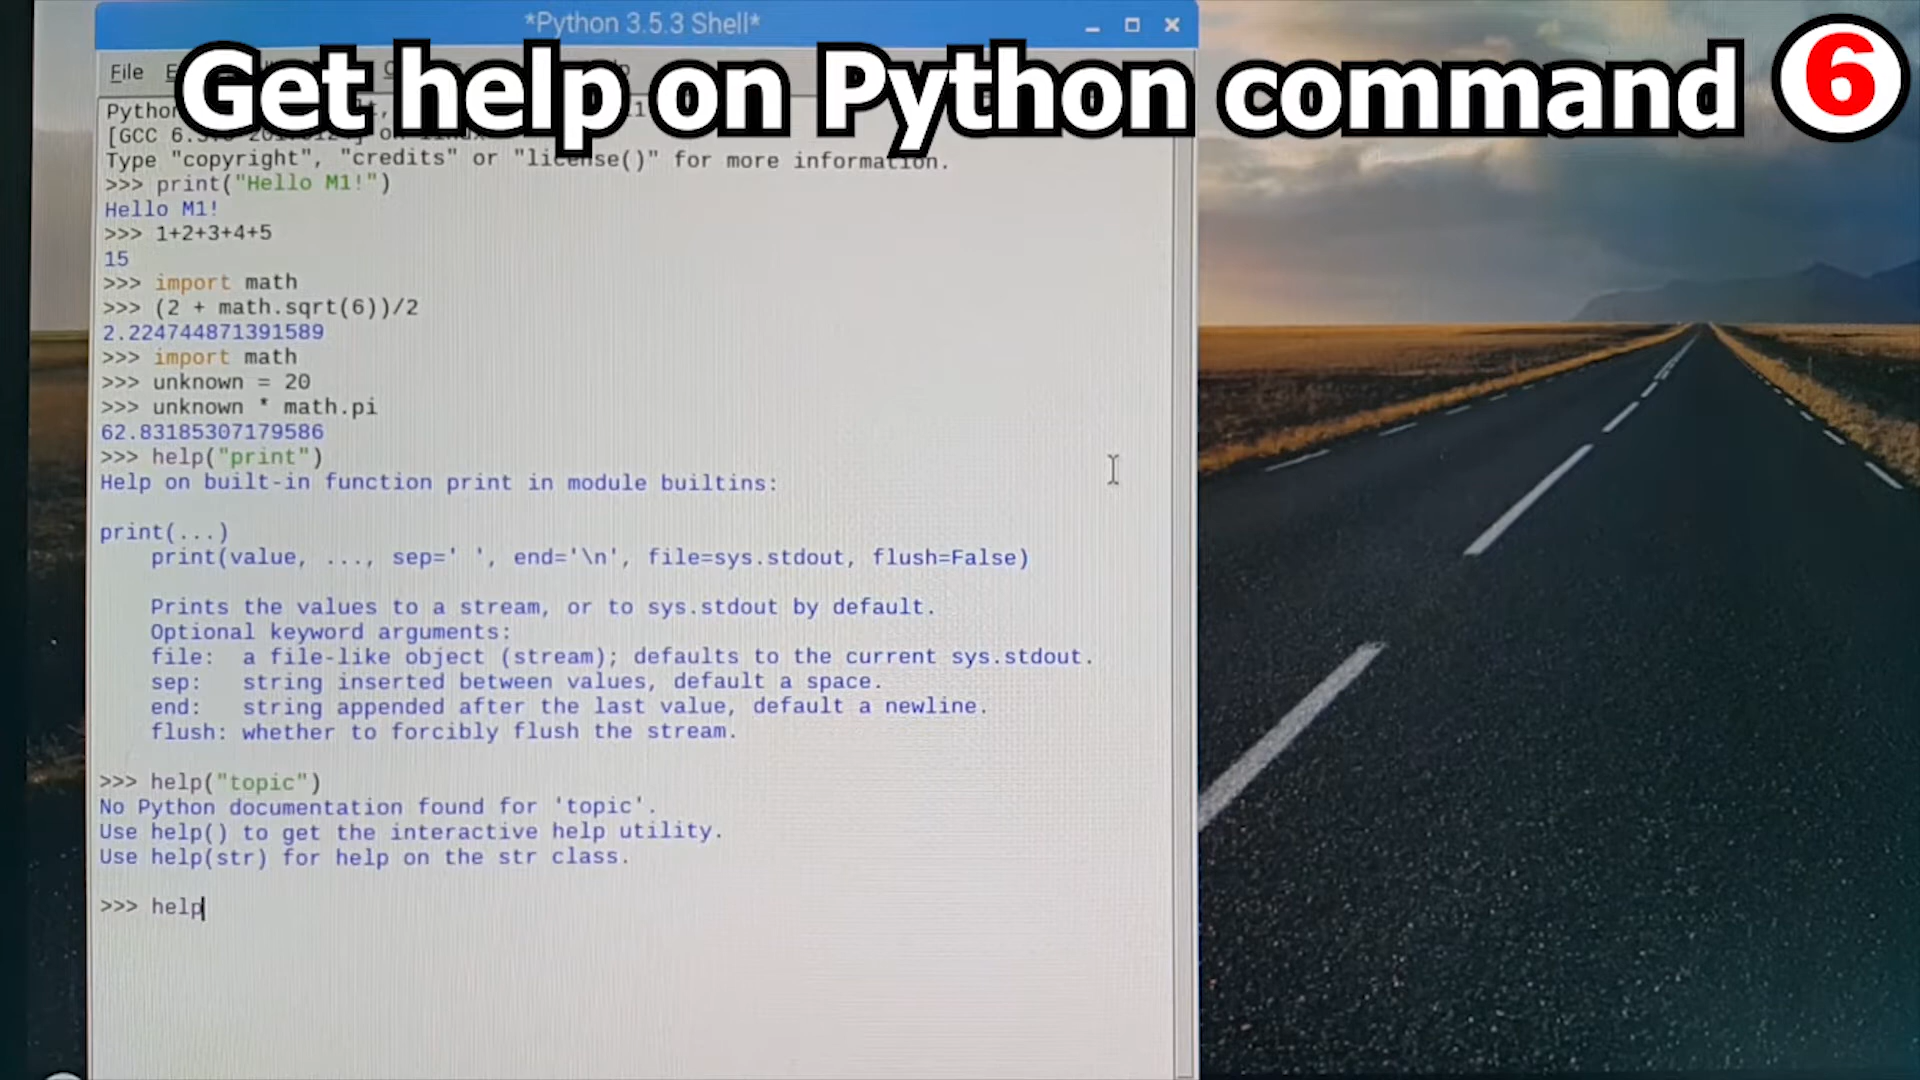 *Python 3.5.3 Shell*
Get help on Python command 6
File
Python
[GCC 6.
Type "copyright", "credits" or "license()" for more information.
>>> print("Hello M1!")
Hello M1!
>>> 1+2+3+4+5
15
>>> import math
>>> (2 + math.sqrt(6))/2
2.224744871391589
>>> import math
>>> unknown = 20
>>> unknown * math.pi
62.83185307179586
>>> help("print")
Help on built-in function print in module builtins:
print(...)
print(value, ..., sep=' ', end='\n', file=sys.stdout, flush=False)
Prints the values to a stream, or to sys.stdout by default.
Optional keyword arguments:
file: a file-like object (stream); defaults to the current sys.stdout.
sep: string inserted between values, default a space.
end: string appended after the last value, default a newline.
flush: whether to forcibly flush the stream.
>>> help("topic")
No Python documentation found for 'topic'.
Use help() to get the interactive help utility.
Use help(str) for help on the str class.
>>> help